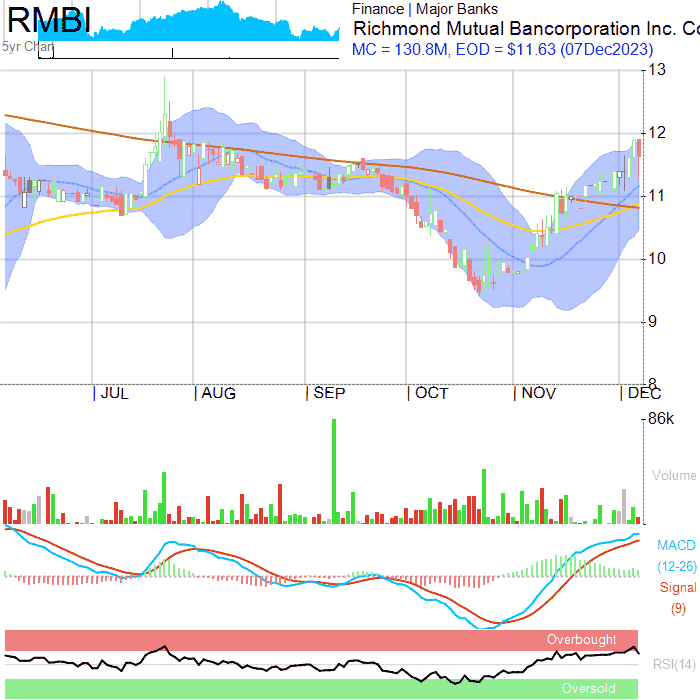 RMBI
5yr Chart
Finance | Major Banks
Richmond Mutual Bancorporation Inc. Co
MC = 130.8M, EOD = $11.63 (07Dec2023)
13
12
11
10
9
8
JUL AUG SEP OCT NOV DEC
86k
Volume
MACD
(12-26)
Signal
(9)
Overbought
RSI(14)
Oversold